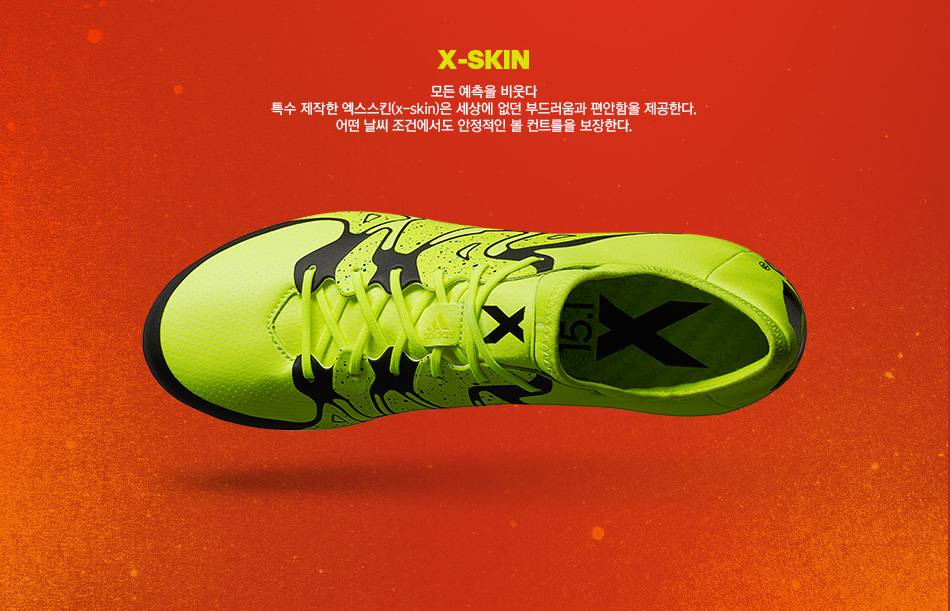 X-SKIN
모든 예측을 비웃다
특수 제작한 엑스스킨(x-skin)은 세상에 없던 부드러움과 편안함을 제공한다.
어떤 날씨 조건에서도 안정적인 볼 컨트롤을 보장한다.
adidas
X
15.1
X